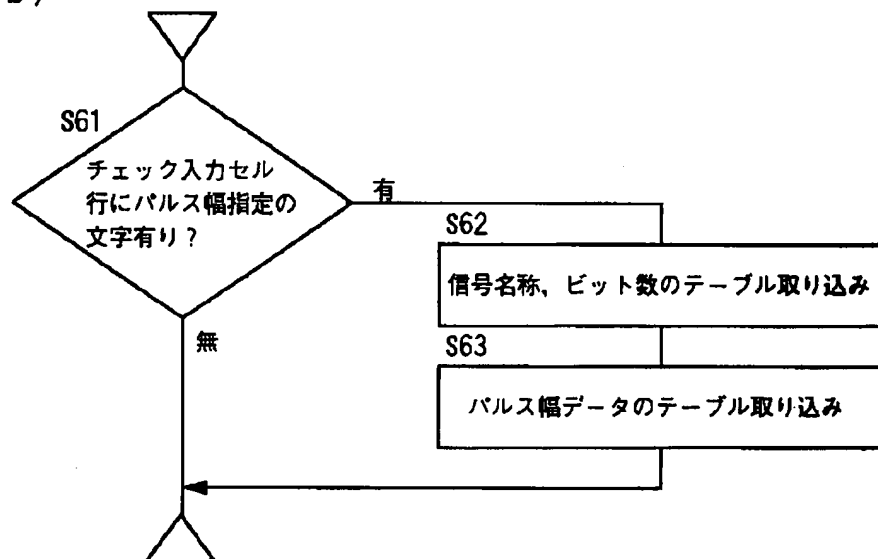 S61
チェック入力セル
行にパルス幅指定の
文字有り?
有
S62
信号名称、ビット数のテーブル取り込み
無
S63
パルス幅データのテーブル取り込み